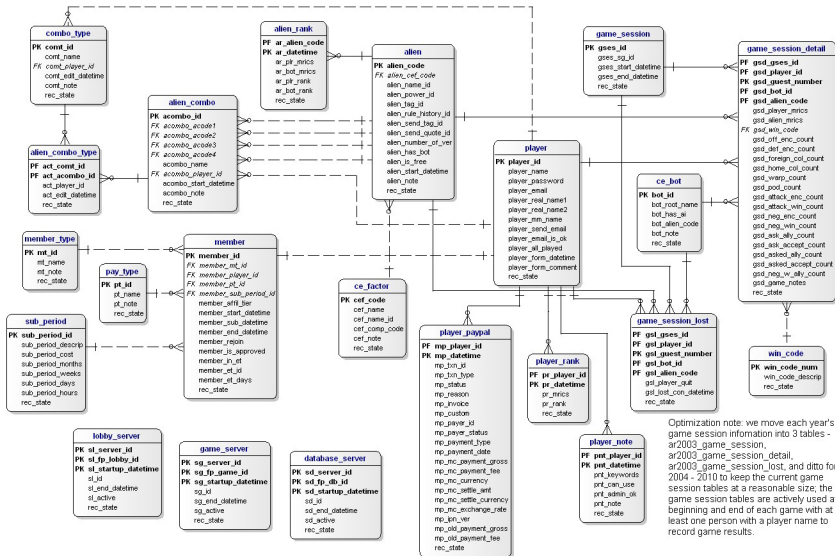 combo_type
PK comt_id
comt_name
FK comt_player_id
comt_edit_datetime
comt_note
rec_state
alien_combo_type
PF act_comt_id
PF act_acombo_id
act_player_id
act_edit_datetime
rec_state
alien_combo
PK acombo_id
FK acombo_acode1
FK acombo_acode2
FK acombo_acode3
FK acombo_acode4
acombo_name
FK acombo_player_id
acombo_start_datetime
acombo_note
rec_state
alien_rank
PF ar_alien_code
PK ar_datetime
ar_plr_mrics
ar_bot_mrics
ar_plr_rank
ar_bot_rank
rec_state
alien
PK alien_code
FK alien_cef_code
alien_name_id
alien_power_id
alien_tag_id
alien_rule_history_id
alien_send_tag_id
alien_send_quote_id
alien_number_of_ver
alien_has_bot
alien_is_free
alien_start_datetime
alien_note
rec_state
player
PK player_id
player_name
player_password
player_email
player_real_name1
player_real_name2
player_mm_name
player_send_email
player_email_is_ok
player_all_played
player_form_datetime
player_form_comment
rec_state
game_session
PK gses_id
gses_sg_id
gses_start_datetime
gses_end_datetime
rec_state
game_session_detail
PF gsd_gses_id
PF gsd_player_id
PK gsd_guest_number
PF gsd_bot_id
PF gsd_alien_code
gsd_player_mrics
gsd_alien_mrics
FK gsd_win_code
gsd_off_enc_count
gsd_def_enc_count
gsd_foreign_col_count
gsd_home_col_count
gsd_warp_count
gsd_pod_count
gsd_attack_enc_count
gsd_attack_win_count
gsd_neg_enc_count
gsd_neg_win_count
gsd_ask_ally_count
gsd_ask_accept_count
gsd_asked_ally_count
gsd_asked_accept_count
gsd_neg_w_ally_count
gsd_game_notes
rec_state
ce_bot
PK bot_id
bot_root_name
bot_has_ai
bot_alien_code
bot_note
rec_state
member_type
PK mt_id
mt_name
mt_note
rec_state
pay_type
PK pt_id
pt_name
pt_note
rec_state
member
PK member_id
FK member_mt_id
FK member_player_id
FK member_pt_id
FK member_sub_period_id
member_affil_tier
member_start_datetime
member_sub_datetime
member_end_datetime
member_rejoin
member_is_approved
member_in_et
member_et_id
member_et_days
rec_state
sub_period
PK sub_period_id
sub_period_descrip
sub_period_cost
sub_period_months
sub_period_weeks
sub_period_days
sub_period_hours
rec_state
ce_factor
PK cef_code
cef_name
cef_name_id
cef_comp_code
cef_note
rec_state
player_paypal
PF mp_player_id
PK mp_datetime
mp_txn_id
mp_txn_type
mp_status
mp_reason
mp_invoice
mp_custom
mp_payer_id
mp_payer_status
mp_payment_type
mp_payment_date
mp_mc_payment_gross
mp_mc_payment_fee
mp_mc_currency
mp_mc_settle_amt
mp_mc_settle_currency
mp_mc_exchange_rate
mp_ipn_ver
mp_old_payment_gross
mp_old_payment_fee
rec_state
player_rank
PF pr_player_id
PK pr_datetime
pr_mrics
pr_rank
rec_state
player_note
PF pnt_player_id
PK pnt_datetime
pnt_keywords
pnt_can_use
pnt_admin_ok
pnt_note
rec_state
game_session_lost
PF gsl_gses_id
PF gsl_player_id
PK gsl_guest_number
PF gsl_bot_id
PF gsl_alien_code
gsl_player_quit
gsl_lost_con_datetime
rec_state
win_code
PK win_code_num
win_code_descrip
rec_state
lobby_server
PK sl_server_id
PK sl_fp_lobby_id
PK sl_startup_datetime
sl_id
sl_end_datetime
sl_active
rec_state
game_server
PK sg_server_id
PK sg_fp_game_id
PK sg_startup_datetime
sg_id
sg_end_datetime
sg_active
rec_state
database_server
PK sd_server_id
PK sd_fp_db_id
PK sd_startup_datetime
sd_id
sd_end_datetime
sd_active
rec_state
Optimization note: we move each year's
game session infomation into 3 tables -
ar2003_game_session,
ar2003_game_session_detail,
ar2003_game_session_lost, and ditto for
2004 - 2010 to keep the current game
session tables at a reasonable size; the
game session tables are actively used at
beginning and end of each game with at
least one person with a player name to
record game results.